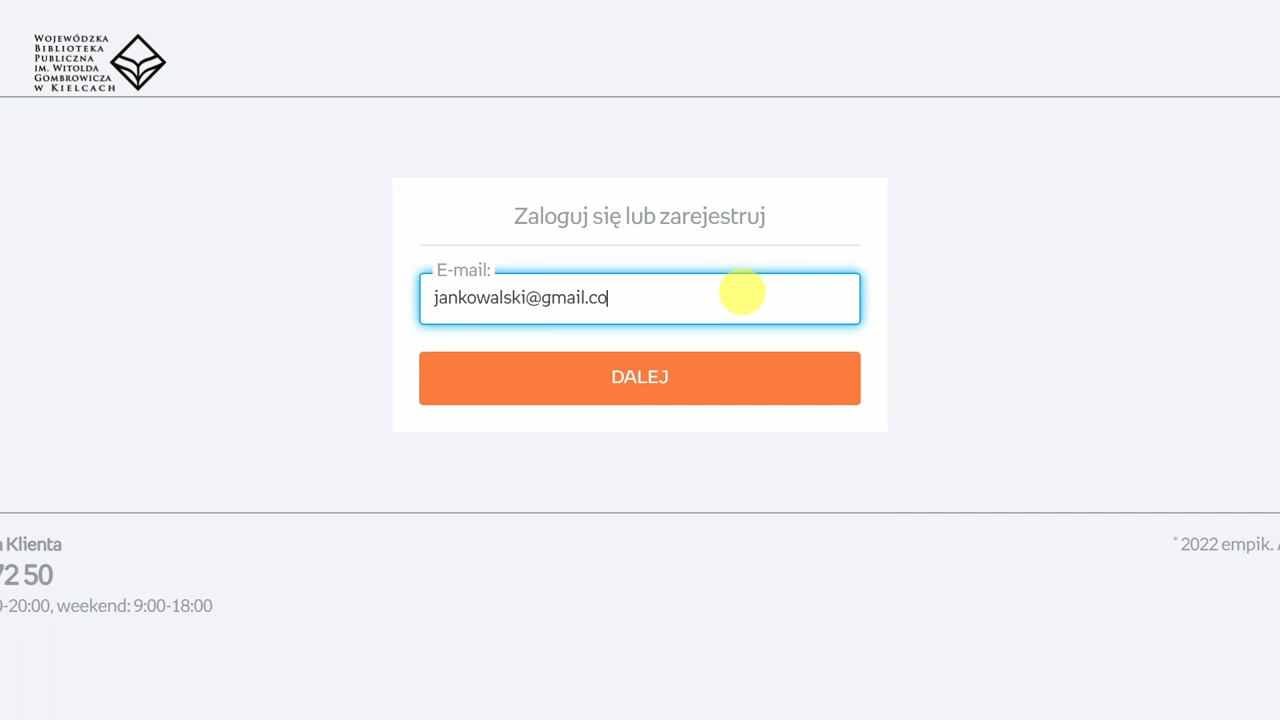 Wojewódzka
Biblioteka
Publiczna
im. Witolda
Gombrowicza
w Kielcach
Zaloguj się lub zarejestruj
E-mail:
jankowalski@gmail.co
DALEJ
Klienta
72 50
0-20:00, weekend: 9:00-18:00
* 2022 empik.